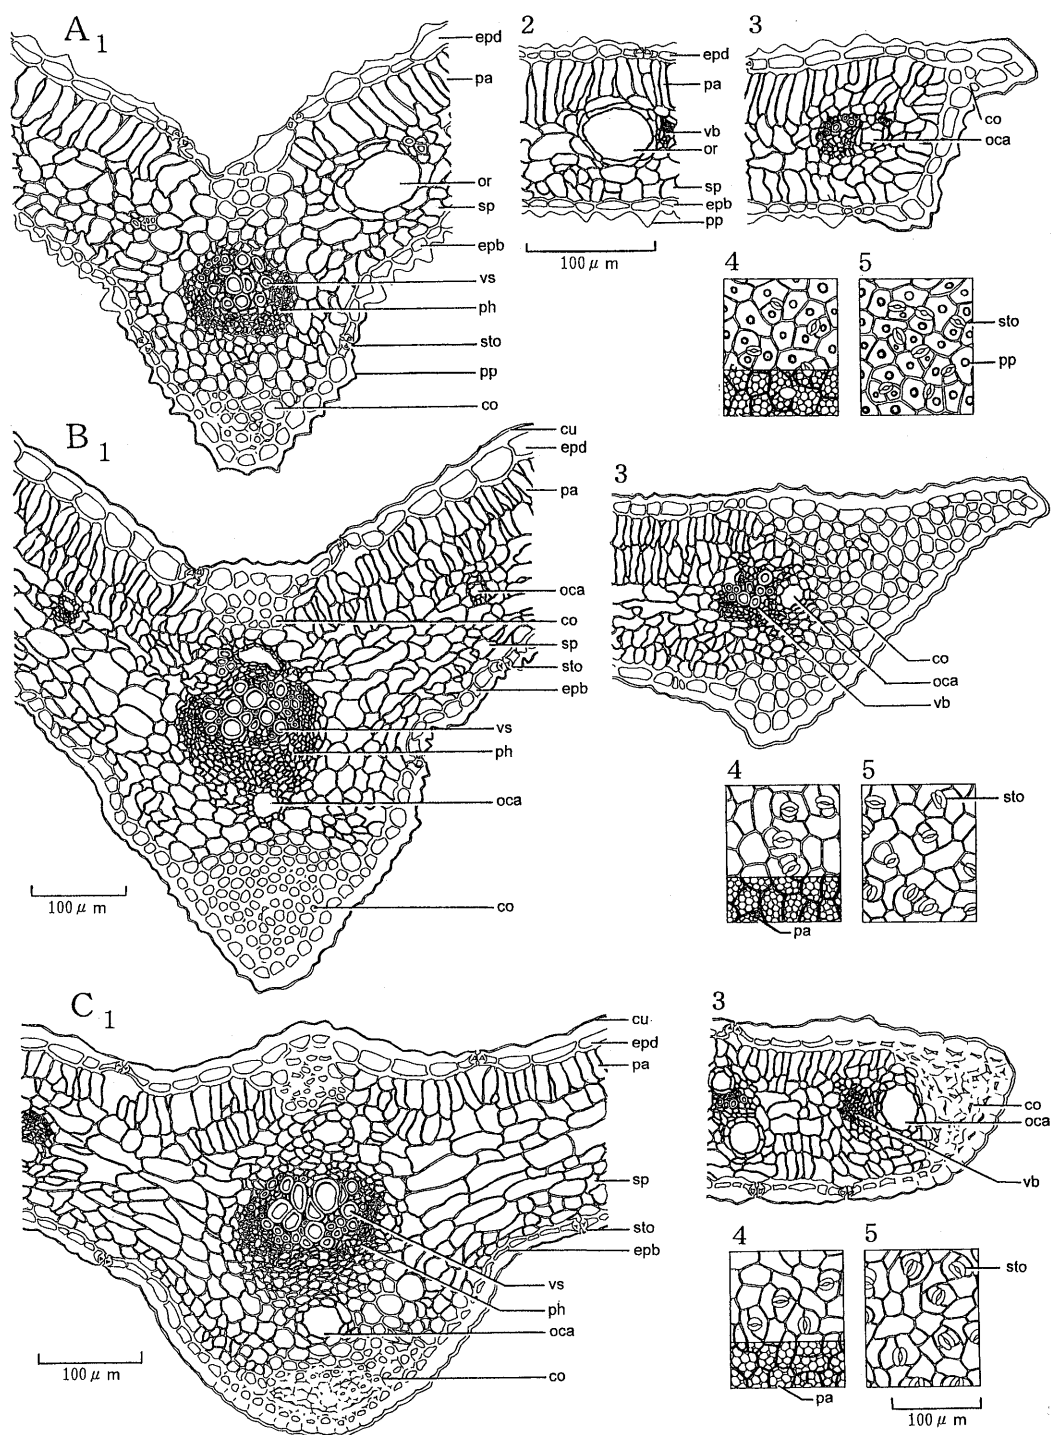 A 1
epd
pa
or
sp
epb
vs
ph
sto
pp
co
2
epd
pa
vb
or
sp
epb
pp
100 μ m
3
co
oca
4
5
sto
pp
B 1
cu
epd
pa
oca
co
sp
sto
epb
vs
ph
oca
co
100 μ m
3
co
oca
vb
4
5
sto
pa
C 1
cu
epd
pa
sp
sto
epb
vs
ph
oca
co
100 μ m
3
co
oca
vb
4
5
sto
pa
100 μ m